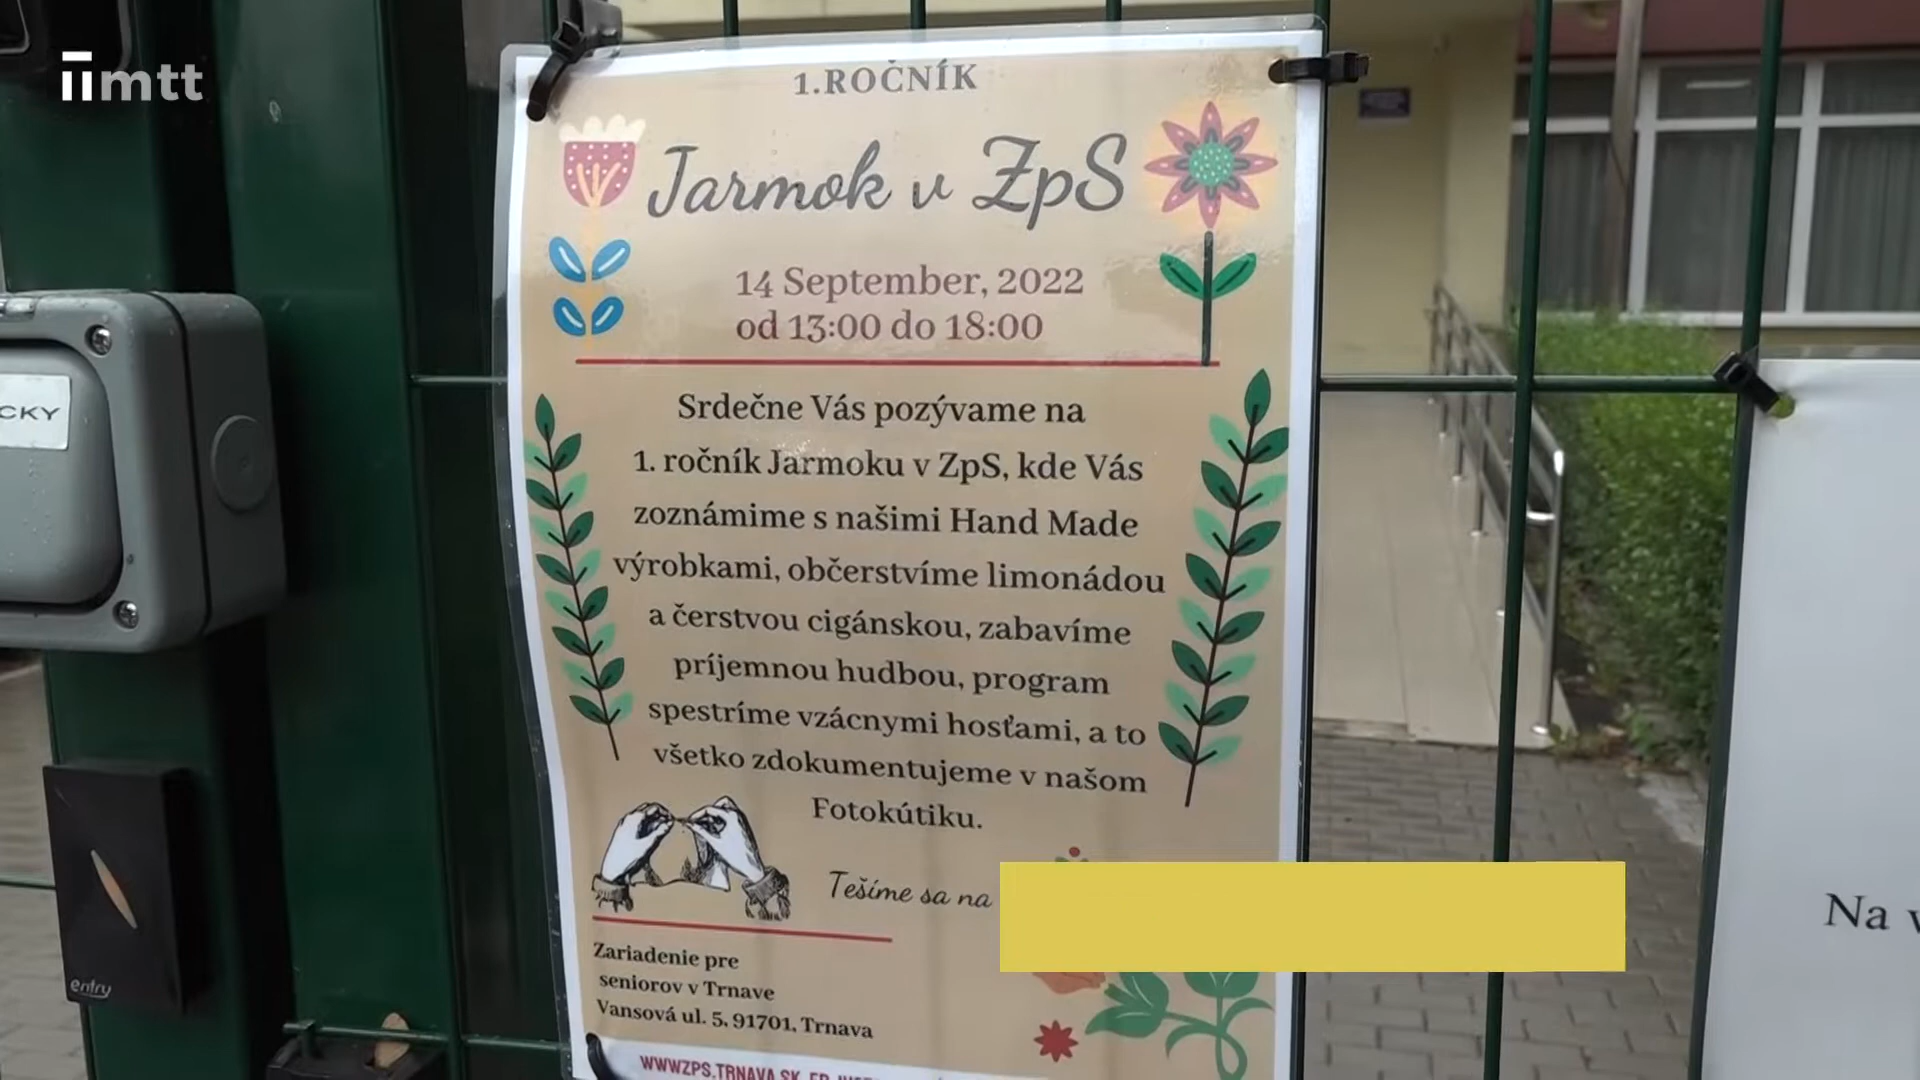 mtt
1.ROČNÍK
Jarmok v ZpS
14 September, 2022
od 13:00 do 18:00
Srdečne Vás pozývame na
1. ročník Jarmoku v ZpS, kde Vás
zoznámime s našimi Hand Made
výrobkami, občerstvíme limonádou
a čerstvou cigánskou, zabavíme
príjemnou hudbou, program
spestríme vzácnymi hosťami, a to
všetko zdokumentujeme v našom
Fotokútiku.
Tešíme sa na
Zariadenie pre
seniorov v Trnave
Vansová ul. 5, 91701, Trnava
WWWZPS.TRNAVA.SK,
CKY
entry
Na